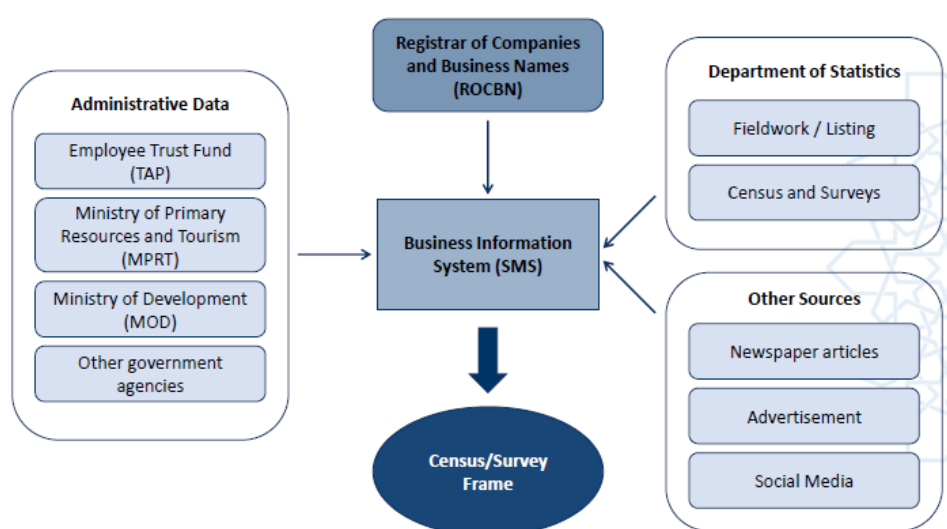 Administrative Data
Employee Trust Fund
(TAP)
Ministry of Primary
Resources and Tourism
(MPRT)
Ministry of Development
(MOD)
Other government
agencies
Registrar of Companies
and Business Names
(ROCBN)
Business Information
System (SMS)
Census/Survey
Frame
Department of Statistics
Fieldwork / Listing
Census and Surveys
Other Sources
Newspaper articles
Advertisement
Social Media